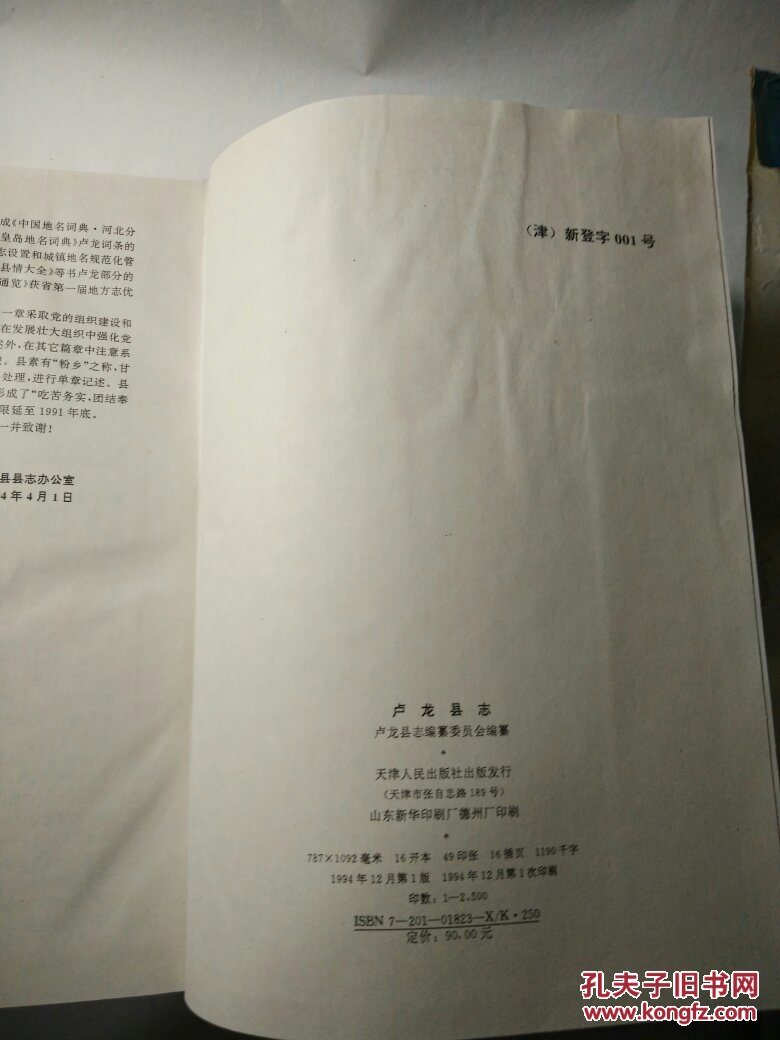 成《中国地名词典·河北分
皇岛地名词典》卢龙词条的
志设置和城镇地名规范化管
县情大全》等书卢龙部分的
通览》获省第一届地方志优
一章采取党的组织建设和
在发展壮大组织中强化党
外，在其它篇章中注意系
。县素有“粉乡”之称，甘
处理，进行单章记述。县
形成了“吃苦务实，团结奉
限延至1991年底。
一并致谢！
县县志办公室
4年4月1日
（津）新登字001号
卢龙县志
卢龙县志编纂委员会编纂
*
天津人民出版社出版发行
（天津市张自忠路189号）
山东新华印刷厂德州厂印刷
*
787×1092毫米 16开本 49印张 16插页 1190千字
1994年12月第1版 1994年12月第1次印刷
印数：1—2,500
ISBN 7—201—01823—X/K·250
定价：90.00元
孔夫子旧书网
www.kongfz.com